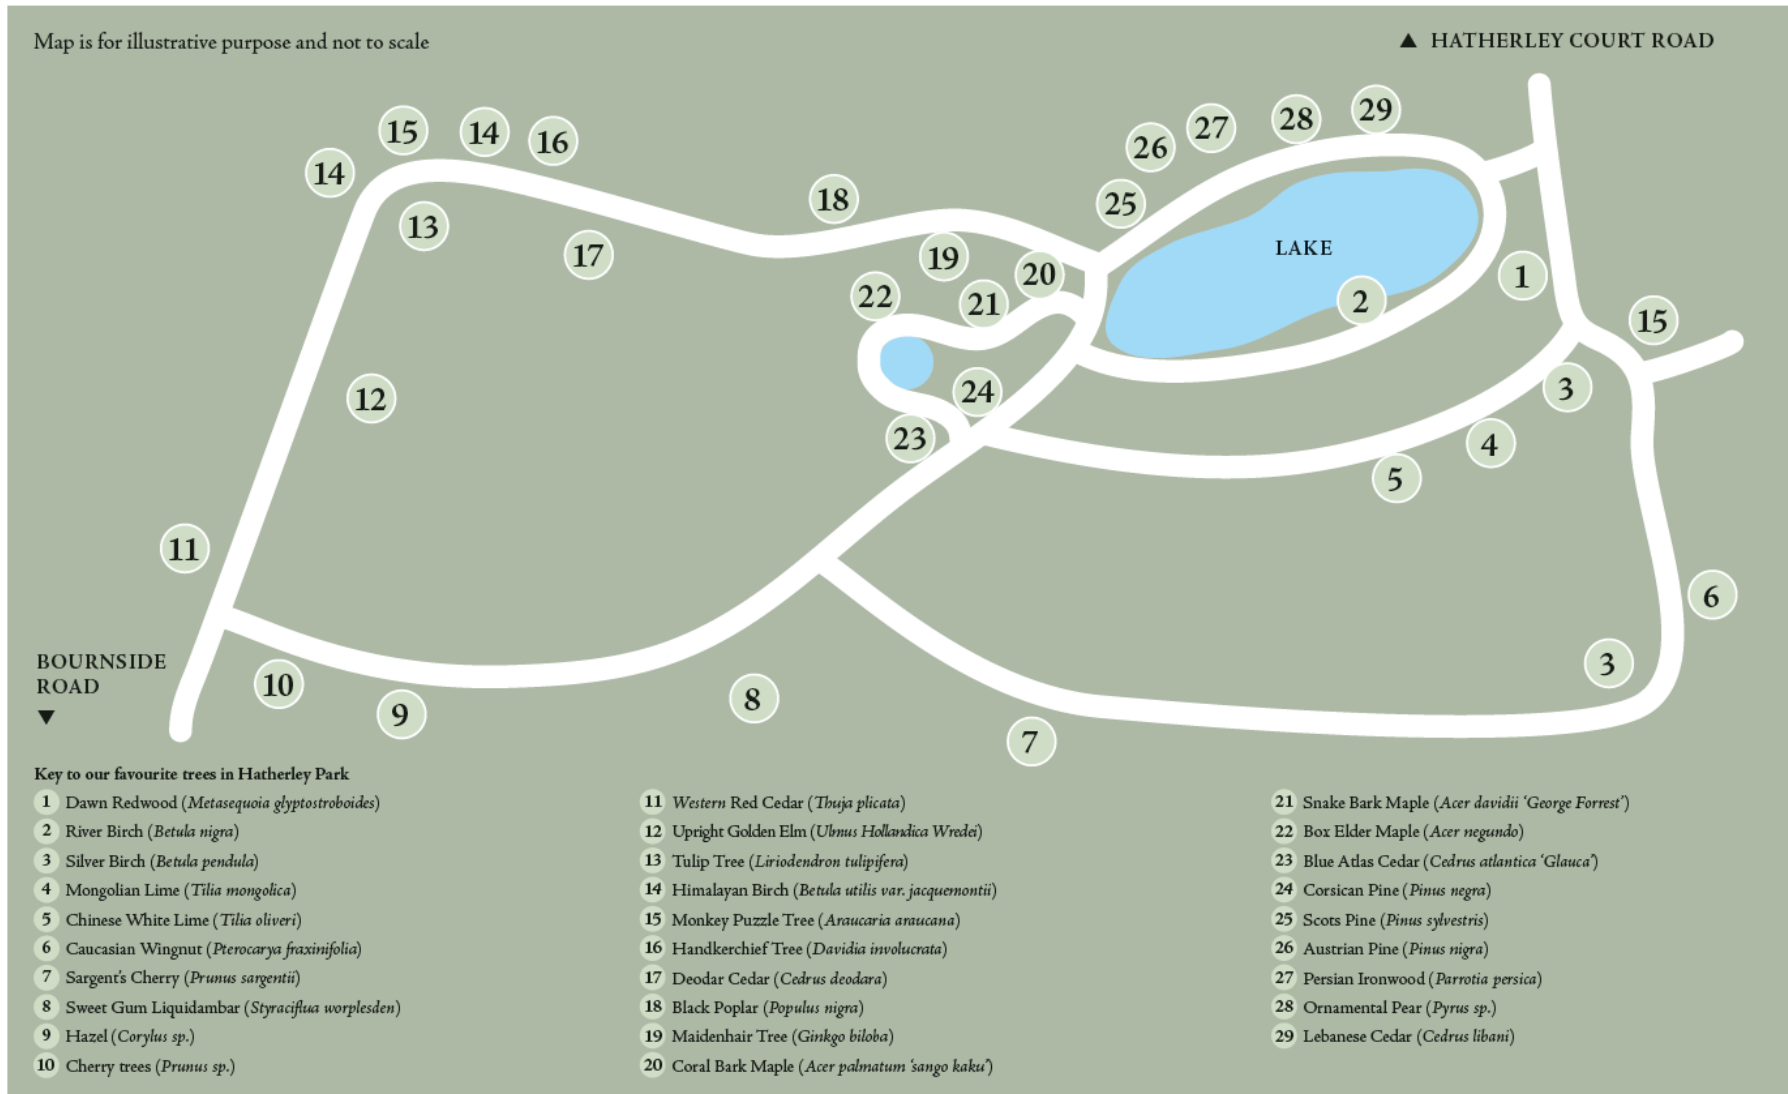 Map is for illustrative purpose and not to scale
▲ HATHERLEY COURT ROAD
29
28
27
26
15
14
16
14
18
25
13
17
19
LAKE
20
1
22
21
2
15
3
24
12
23
4
5
11
6
BOURNSIDE
ROAD
▼
3
10
8
9
7
Key to our favourite trees in Hatherley Park
1 Dawn Redwood (Metasequoia glyptostroboides)
2 River Birch (Betula nigra)
3 Silver Birch (Betula pendula)
4 Mongolian Lime (Tilia mongolica)
5 Chinese White Lime (Tilia oliveri)
6 Caucasian Wingnut (Pterocarya fraxinifolia)
7 Sargent's Cherry (Prunus sargentii)
8 Sweet Gum Liquidambar (Styraciflua worplesden)
9 Hazel (Corylus sp.)
10 Cherry trees (Prunus sp.)
11 Western Red Cedar (Thuja plicata)
12 Upright Golden Elm (Ulmus Hollandica Wredei)
13 Tulip Tree (Liriodendron tulipifera)
14 Himalayan Birch (Betula utilis var. jacquemontii)
15 Monkey Puzzle Tree (Araucaria araucana)
16 Handkerchief Tree (Davidia involucrata)
17 Deodar Cedar (Cedrus deodara)
18 Black Poplar (Populus nigra)
19 Maidenhair Tree (Ginkgo biloba)
20 Coral Bark Maple (Acer palmatum 'sango kaku')
21 Snake Bark Maple (Acer davidii 'George Forrest')
22 Box Elder Maple (Acer negundo)
23 Blue Atlas Cedar (Cedrus atlantica 'Glauca')
24 Corsican Pine (Pinus negra)
25 Scots Pine (Pinus sylvestris)
26 Austrian Pine (Pinus nigra)
27 Persian Ironwood (Parrotia persica)
28 Ornamental Pear (Pyrus sp.)
29 Lebanese Cedar (Cedrus libani)